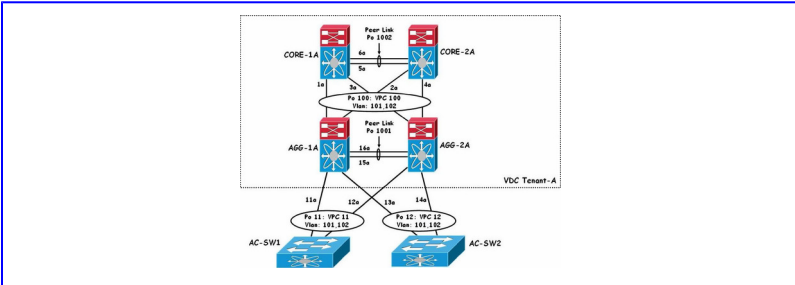 Peer Link
Po 1002
CORE-1A
CORE-2A
6a
5a
1a
3a
2a
4a
Po 100: VPC 100
Vlan: 101,102
Peer Link
Po 1001
AGG-1A
AGG-2A
16a
15a
VDC Tenant-A
11a
12a
13a
14a
Po 11: VPC 11
Vlan: 101,102
Po 12: VPC 12
Vlan: 101,102
AC-SW1
AC-SW2